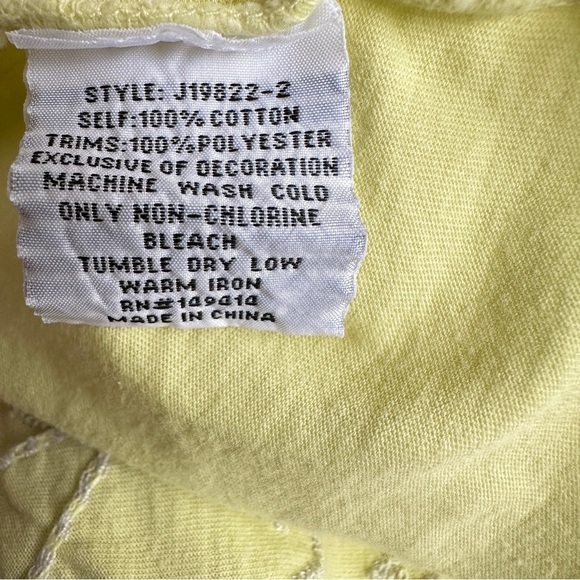 STYLE: J19822-2
SELF:100% COTTON
TRIMS:100% POLYESTER
EXCLUSIVE OF DECORATION
MACHINE WASH COLD
ONLY NON-CHLORINE
BLEACH
TUMBLE DRY LOW
WARM IRON
RN#149414
MADE IN CHINA